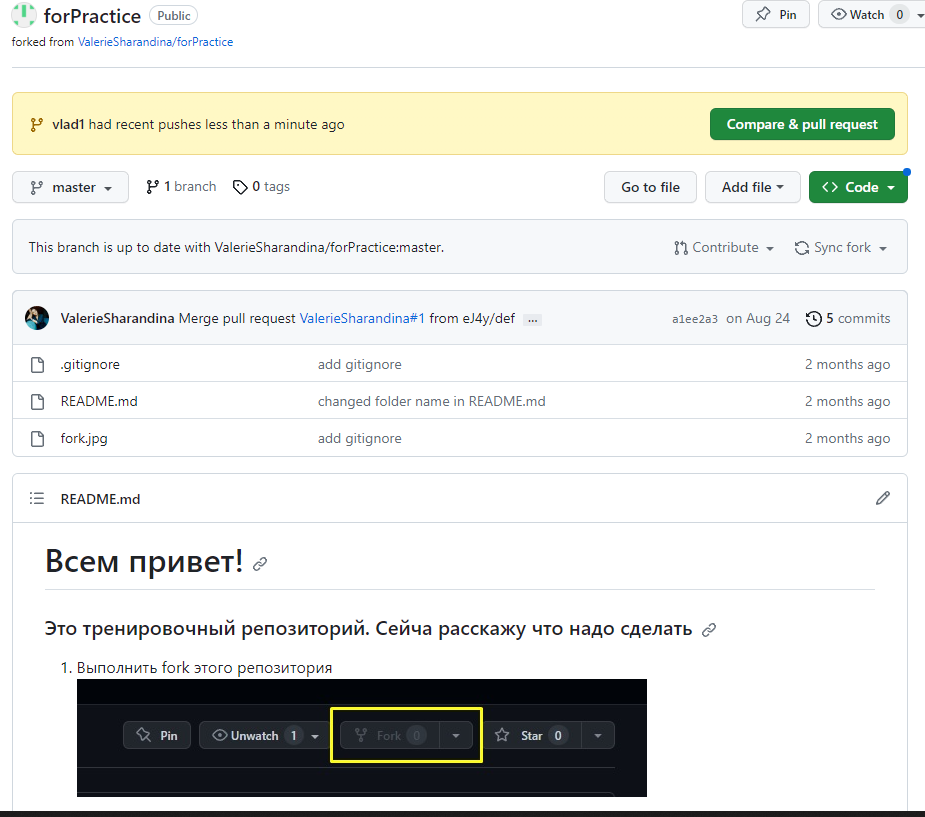 forPractice Public Pin Watch 0
forked from ValerieSharandina/forPractice
vlad1 had recent pushes less than a minute ago Compare & pull request
master 1 branch 0 tags Go to file Add file Code
This branch is up to date with ValerieSharandina/forPractice:master. Contribute Sync fork
ValerieSharandina Merge pull request ValerieSharandina#1 from eJ4y/def ... a1ee2a3 on Aug 24 5 commits
.gitignore add gitignore 2 months ago
README.md changed folder name in README.md 2 months ago
fork.jpg add gitignore 2 months ago
README.md
Всем привет!
Это тренировочный репозиторий. Сейча расскажу что надо сделать
1. Выполнить fork этого репозитория
Pin Unwatch 1 Fork 0 Star 0